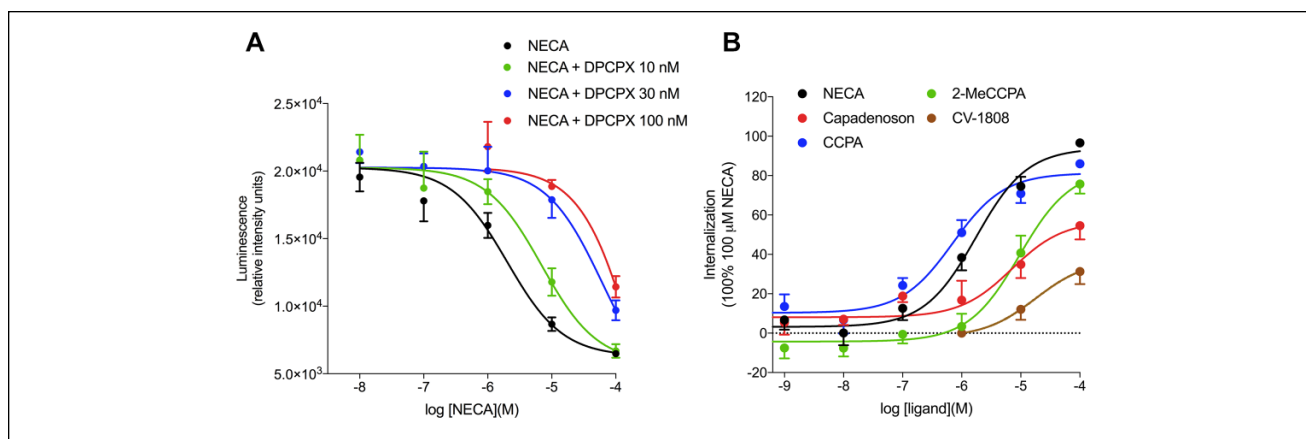 A
NECA
NECA + DPCPX 10 nM
NECA + DPCPX 30 nM
NECA + DPCPX 100 nM
2.5×10⁴
2.0×10⁴
1.5×10⁴
1.0×10⁴
5.0×10³
Luminescence
(relative intensity units)
-8 -7 -6 -5 -4
log [NECA](M)
B
NECA
Capadenoson
CCPA
2-MeCCPA
CV-1808
120
100
80
60
40
20
0
-20
Internalization
(100% 100 μM NECA)
-9 -8 -7 -6 -5 -4
log [ligand](M)